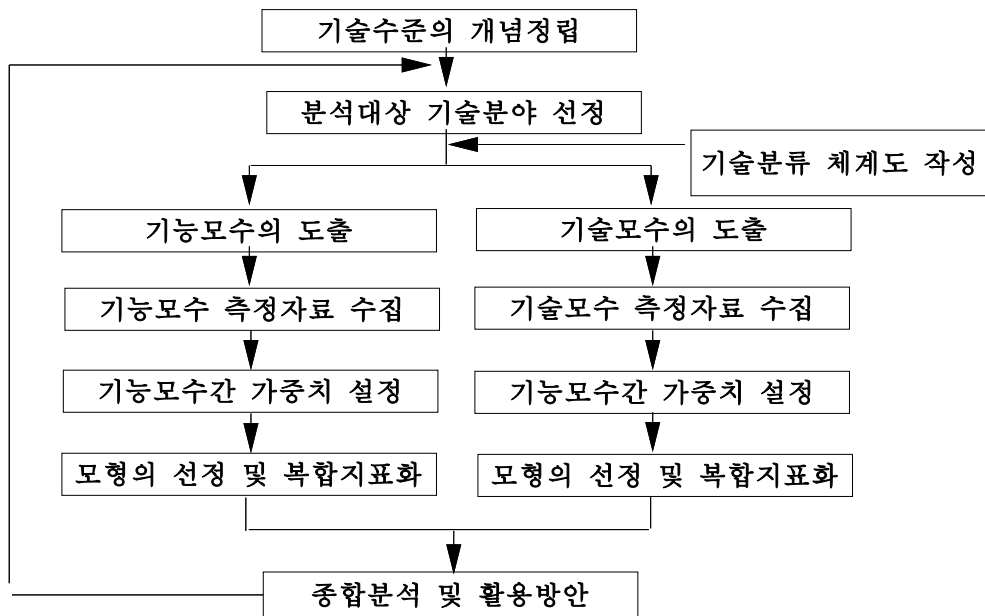 기술수준의 개념정립
분석대상 기술분야 선정
기술분류 체계도 작성
기능모수의 도출
기술모수의 도출
기능모수 측정자료 수집
기술모수 측정자료 수집
기능모수간 가중치 설정
기능모수간 가중치 설정
모형의 선정 및 복합지표화
모형의 선정 및 복합지표화
종합분석 및 활용방안